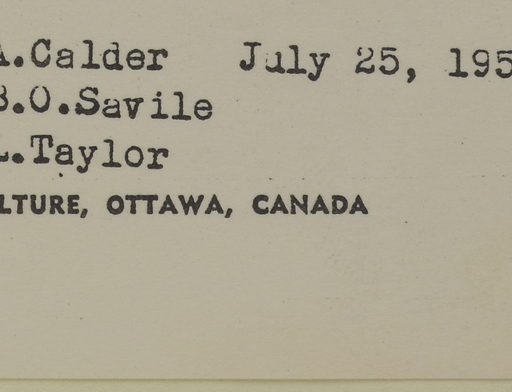 A.Calder July 25, 195
B.O.Savile
L.Taylor
LTURE, OTTAWA, CANADA